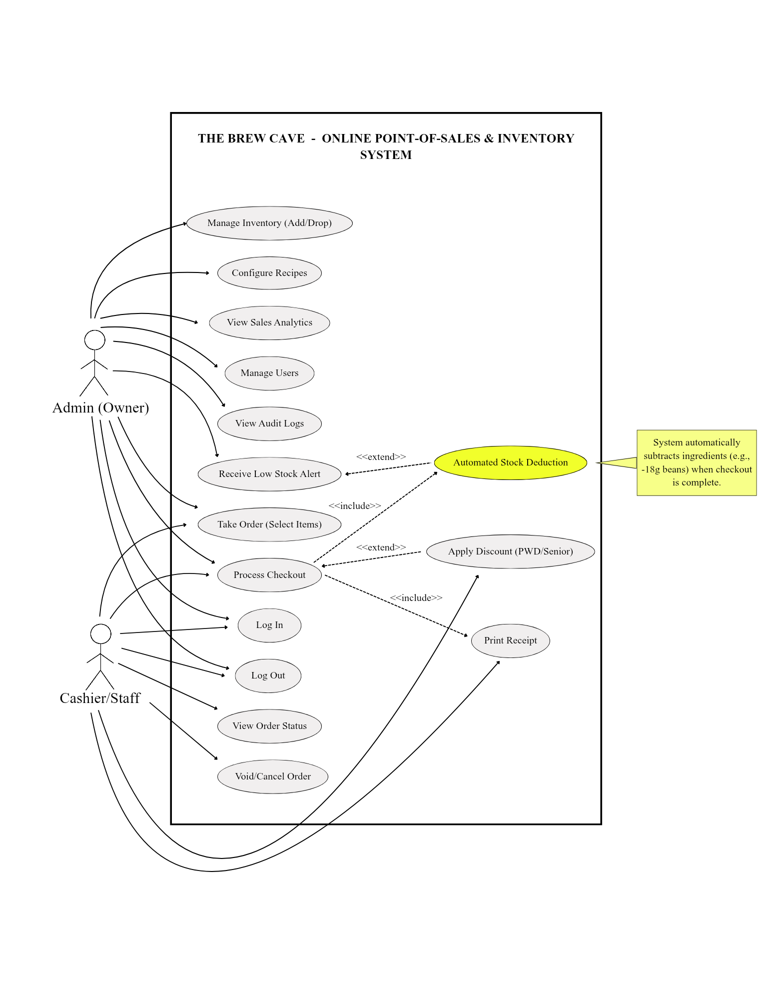 THE BREW CAVE - ONLINE POINT-OF-SALES & INVENTORY
SYSTEM
Manage Inventory (Add/Drop)
Configure Recipes
View Sales Analytics
Manage Users
Admin (Owner)
View Audit Logs
System automatically
subtracts ingredients (e.g.,
-18g beans) when checkout
is complete.
<<extend>>
Automated Stock Deduction
Receive Low Stock Alert
<<include>>
Take Order (Select Items)
<<extend>>
Apply Discount (PWD/Senior)
Process Checkout
<<include>>
Log In
Print Receipt
Log Out
Cashier/Staff
View Order Status
Void/Cancel Order